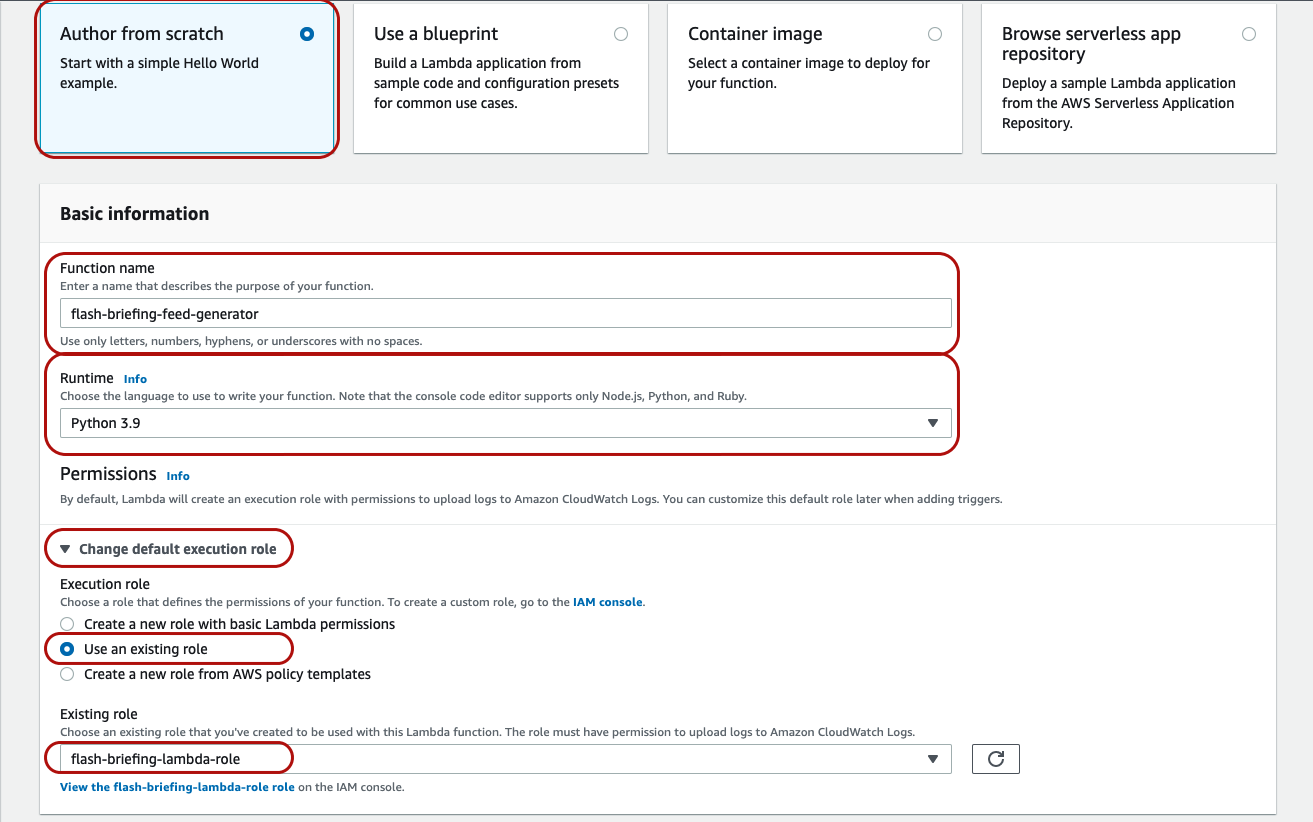 Author from scratch
Start with a simple Hello World
example.
Use a blueprint
Build a Lambda application from
sample code and configuration presets
for common use cases.
Container image
Select a container image to deploy for
your function.
Browse serverless app
repository
Deploy a sample Lambda application
from the AWS Serverless Application
Repository.
Basic information
Function name
Enter a name that describes the purpose of your function.
flash-briefing-feed-generator
Use only letters, numbers, hyphens, or underscores with no spaces.
Runtime Info
Choose the language to use to write your function. Note that the console code editor supports only Node.js, Python, and Ruby.
Python 3.9
Permissions Info
By default, Lambda will create an execution role with permissions to upload logs to Amazon CloudWatch Logs. You can customize this default role later when adding triggers.
Change default execution role
Execution role
Choose a role that defines the permissions of your function. To create a custom role, go to the IAM console.
Create a new role with basic Lambda permissions
Use an existing role
Create a new role from AWS policy templates
Existing role
Choose an existing role that you've created to be used with this Lambda function. The role must have permission to upload logs to Amazon CloudWatch Logs.
flash-briefing-lambda-role
View the flash-briefing-lambda-role role on the IAM console.